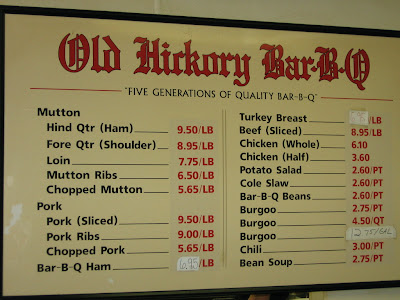 Old Hickory Bar-B-Q
"FIVE GENERATIONS OF QUALITY BAR-B-Q"
Mutton
Hind Qtr (Ham) 9.50/LB
Fore Qtr (Shoulder) 8.95/LB
Loin 7.75/LB
Mutton Ribs 6.50/LB
Chopped Mutton 5.65/LB
Pork
Pork (Sliced) 9.50/LB
Pork Ribs 9.00/LB
Chopped Pork 5.65/LB
Bar-B-Q Ham 6.95/LB
Turkey Breast /LB
Beef (Sliced) 8.95/LB
Chicken (Whole) 6.10
Chicken (Half) 3.60
Potato Salad 2.60/PT
Cole Slaw 2.60/PT
Bar-B-Q Beans 2.60/PT
Burgoo 2.75/PT
Burgoo 4.50/QT
Burgoo 12.75/GAL
Chili 3.00/PT
Bean Soup 2.75/PT